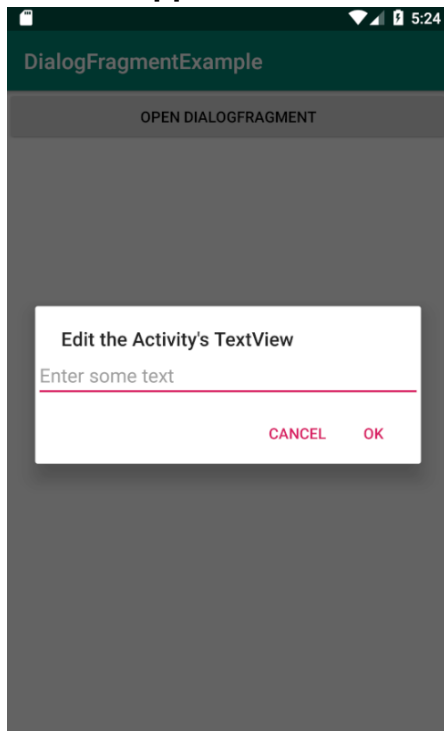 5:24
DialogFragmentExample
OPEN DIALOGFRAGMENT
Edit the Activity's TextView
Enter some text
CANCEL OK